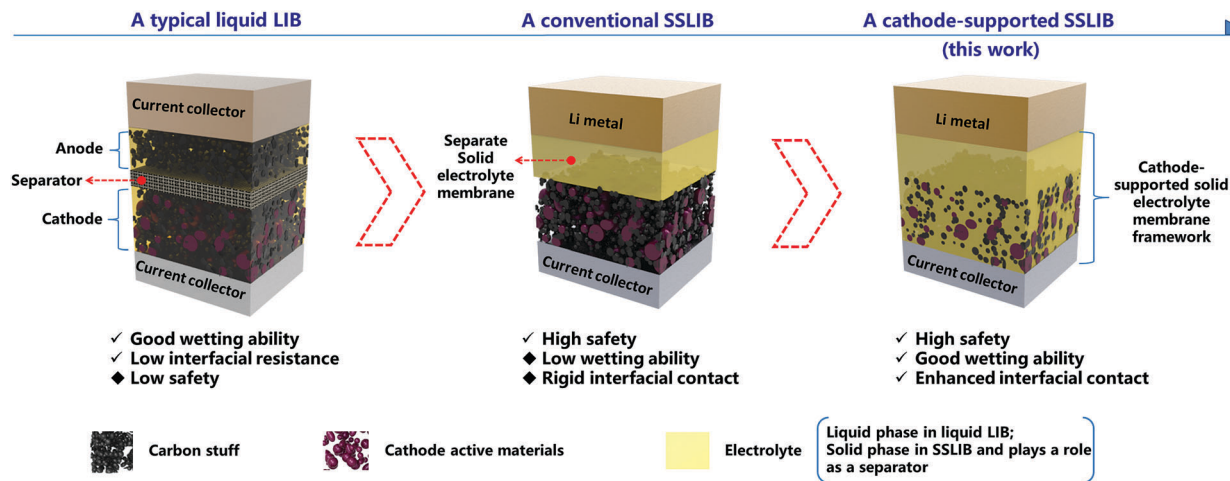 A typical liquid LIB
A conventional SSLIB
A cathode-supported SSLIB
(this work)
Current collector
Anode
Separator
Cathode
Current collector
Li metal
Separate
Solid
electrolyte
membrane
Current collector
Li metal
Cathode-
supported solid
electrolyte
membrane
framework
Current collector
✓ Good wetting ability
✓ Low interfacial resistance
◆ Low safety
✓ High safety
◆ Low wetting ability
◆ Rigid interfacial contact
✓ High safety
✓ Good wetting ability
✓ Enhanced interfacial contact
Carbon stuff
Cathode active materials
Electrolyte
Liquid phase in liquid LIB;
Solid phase in SSLIB and plays a role
as a separator